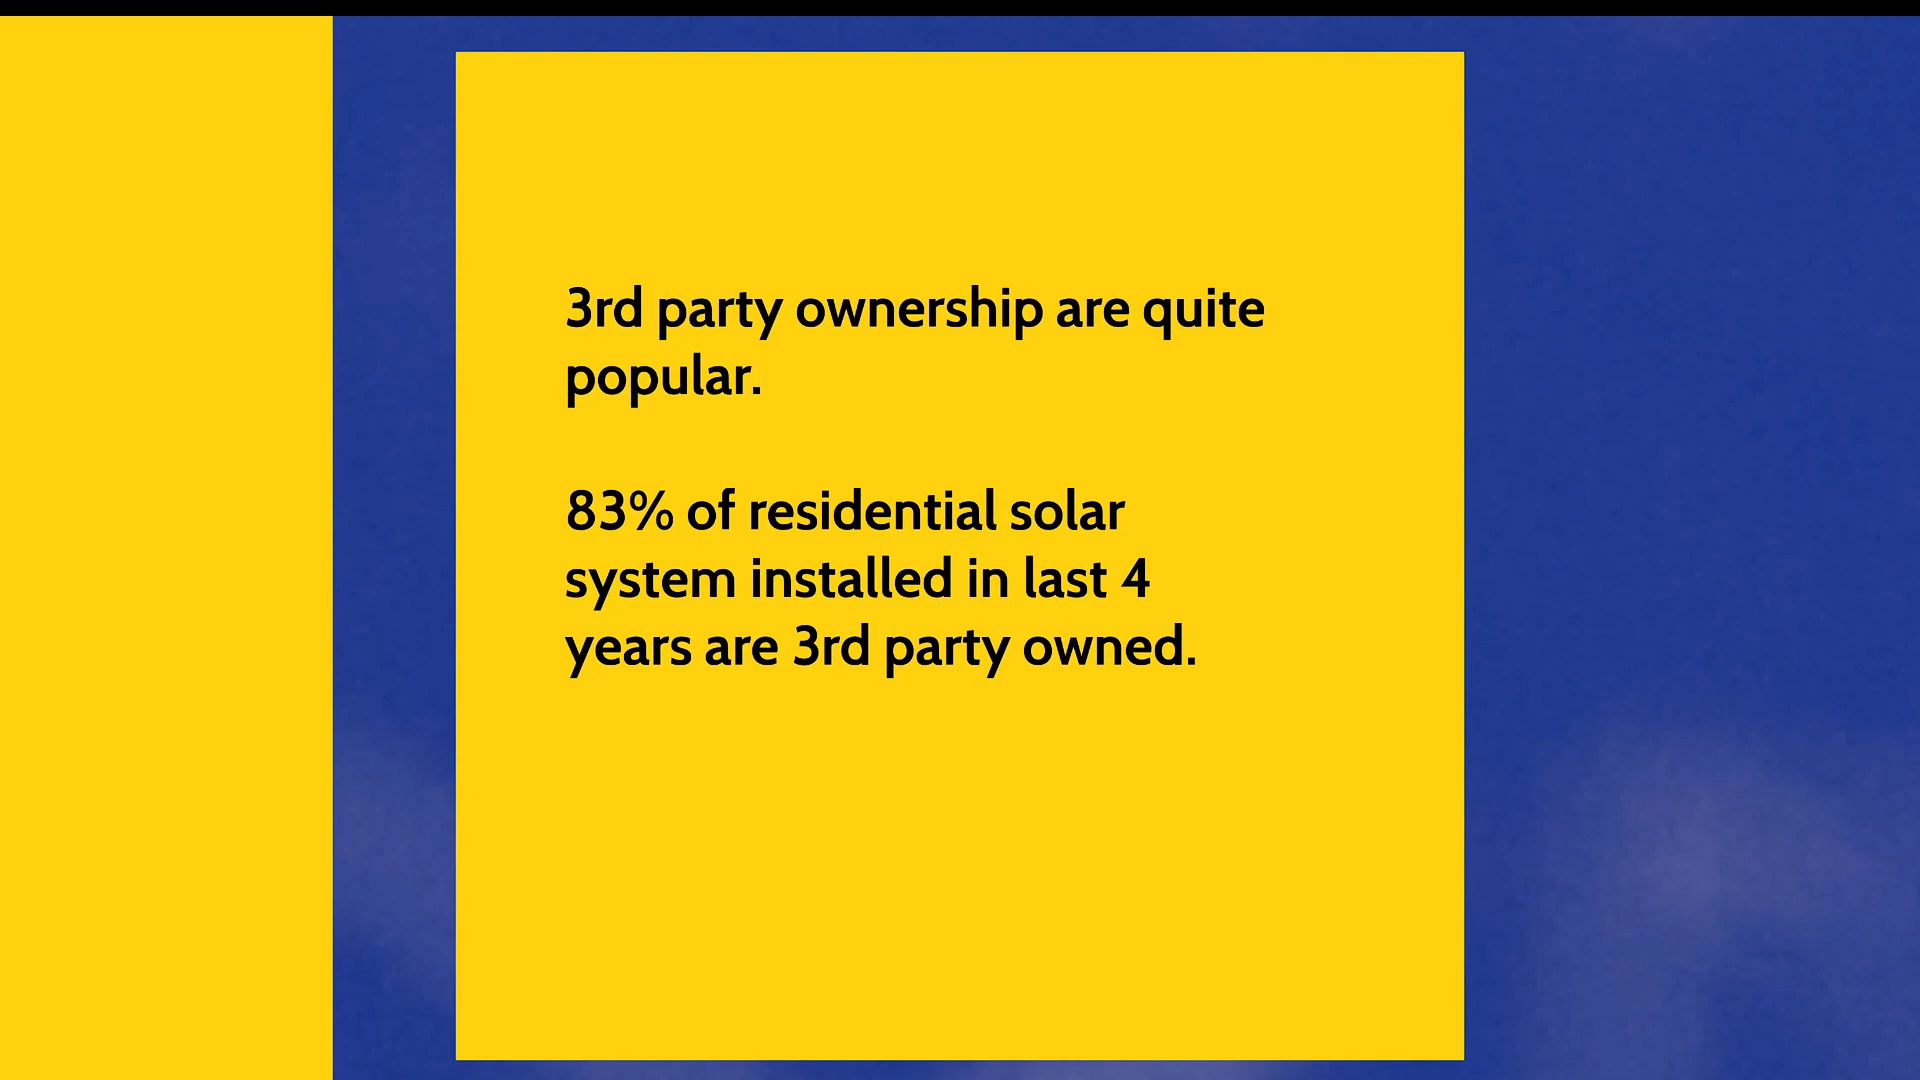 3rd party ownership are quite
popular.
83% of residential solar
system installed in last 4
years are 3rd party owned.